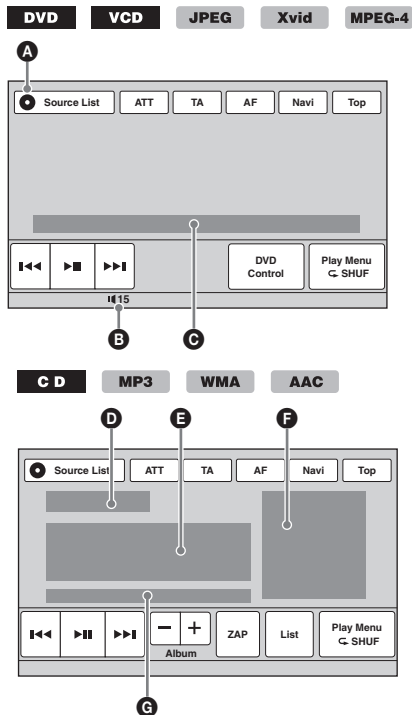 DVD VCD JPEG Xvid MPEG-4
A
Source List ATT TA AF Navi Top
DVD Control Play Menu SHUF
15
B C
CD MP3 WMA AAC
D E F
Source List ATT TA AF Navi Top
− + ZAP List Play Menu SHUF
Album
G